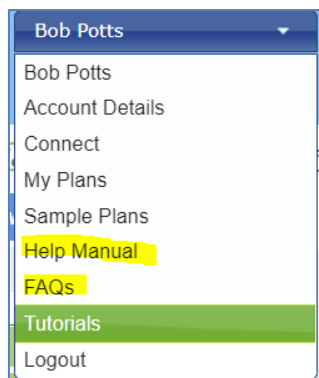 Bob Potts
Bob Potts
Account Details
Connect
My Plans
Sample Plans
Help Manual
FAQs
Tutorials
Logout